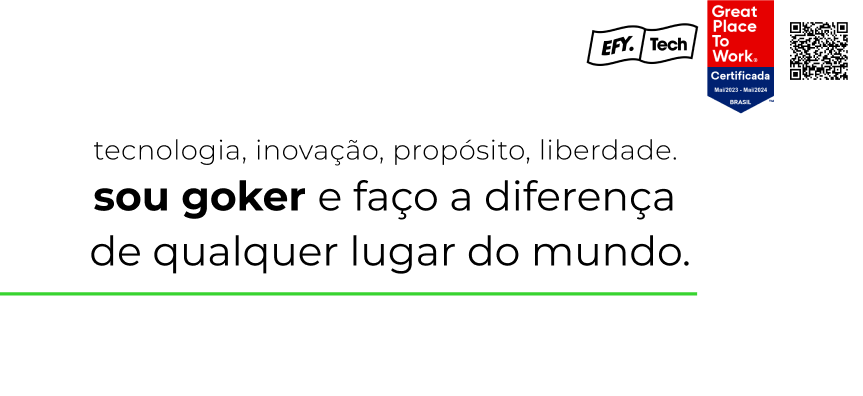 EFY. Tech
Great
Place
To
Work®
Certificada
Mai/2023 - Mai/2024
BRASIL
TM
tecnologia, inovação, propósito, liberdade.
sou goker e faço a diferença
de qualquer lugar do mundo.